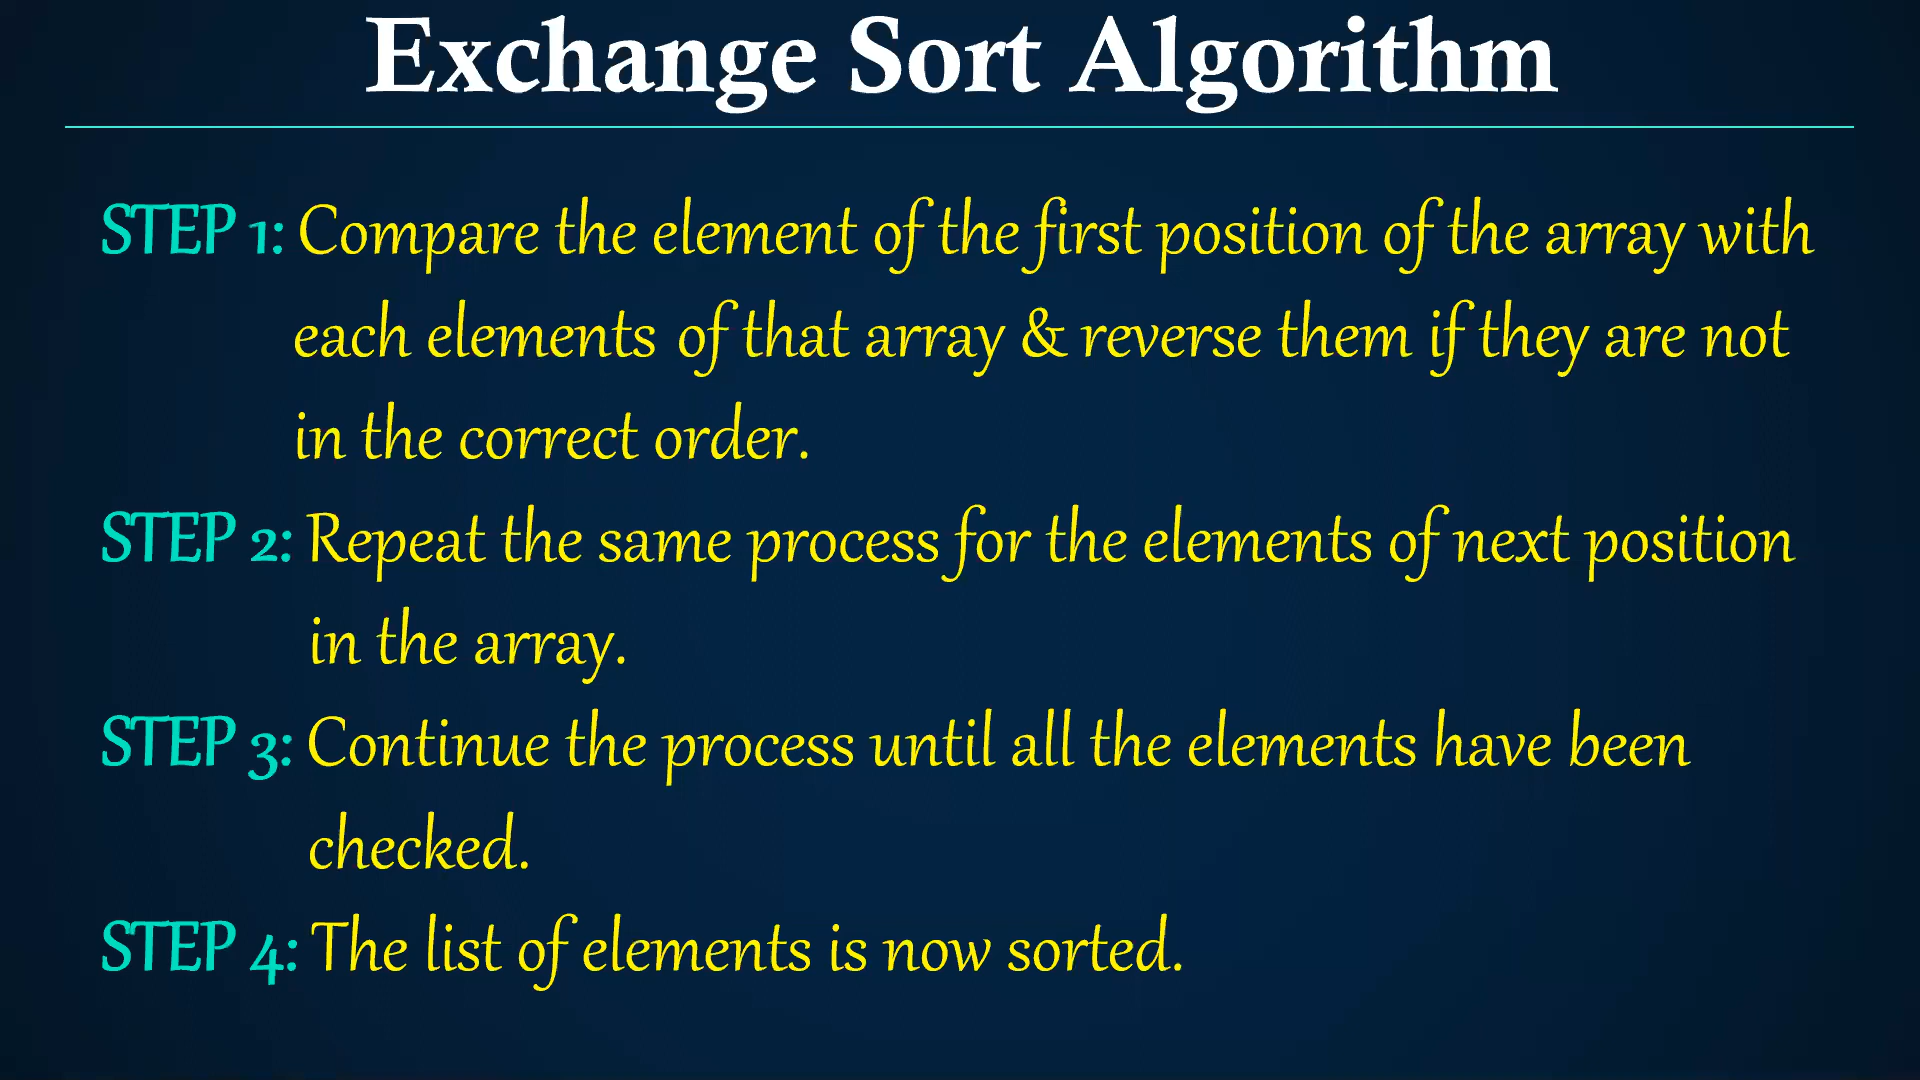 Exchange Sort Algorithm
STEP 1: Compare the element of the first position of the array with
each elements of that array & reverse them if they are not
in the correct order.
STEP 2: Repeat the same process for the elements of next position
in the array.
STEP 3: Continue the process until all the elements have been
checked.
STEP 4: The list of elements is now sorted.